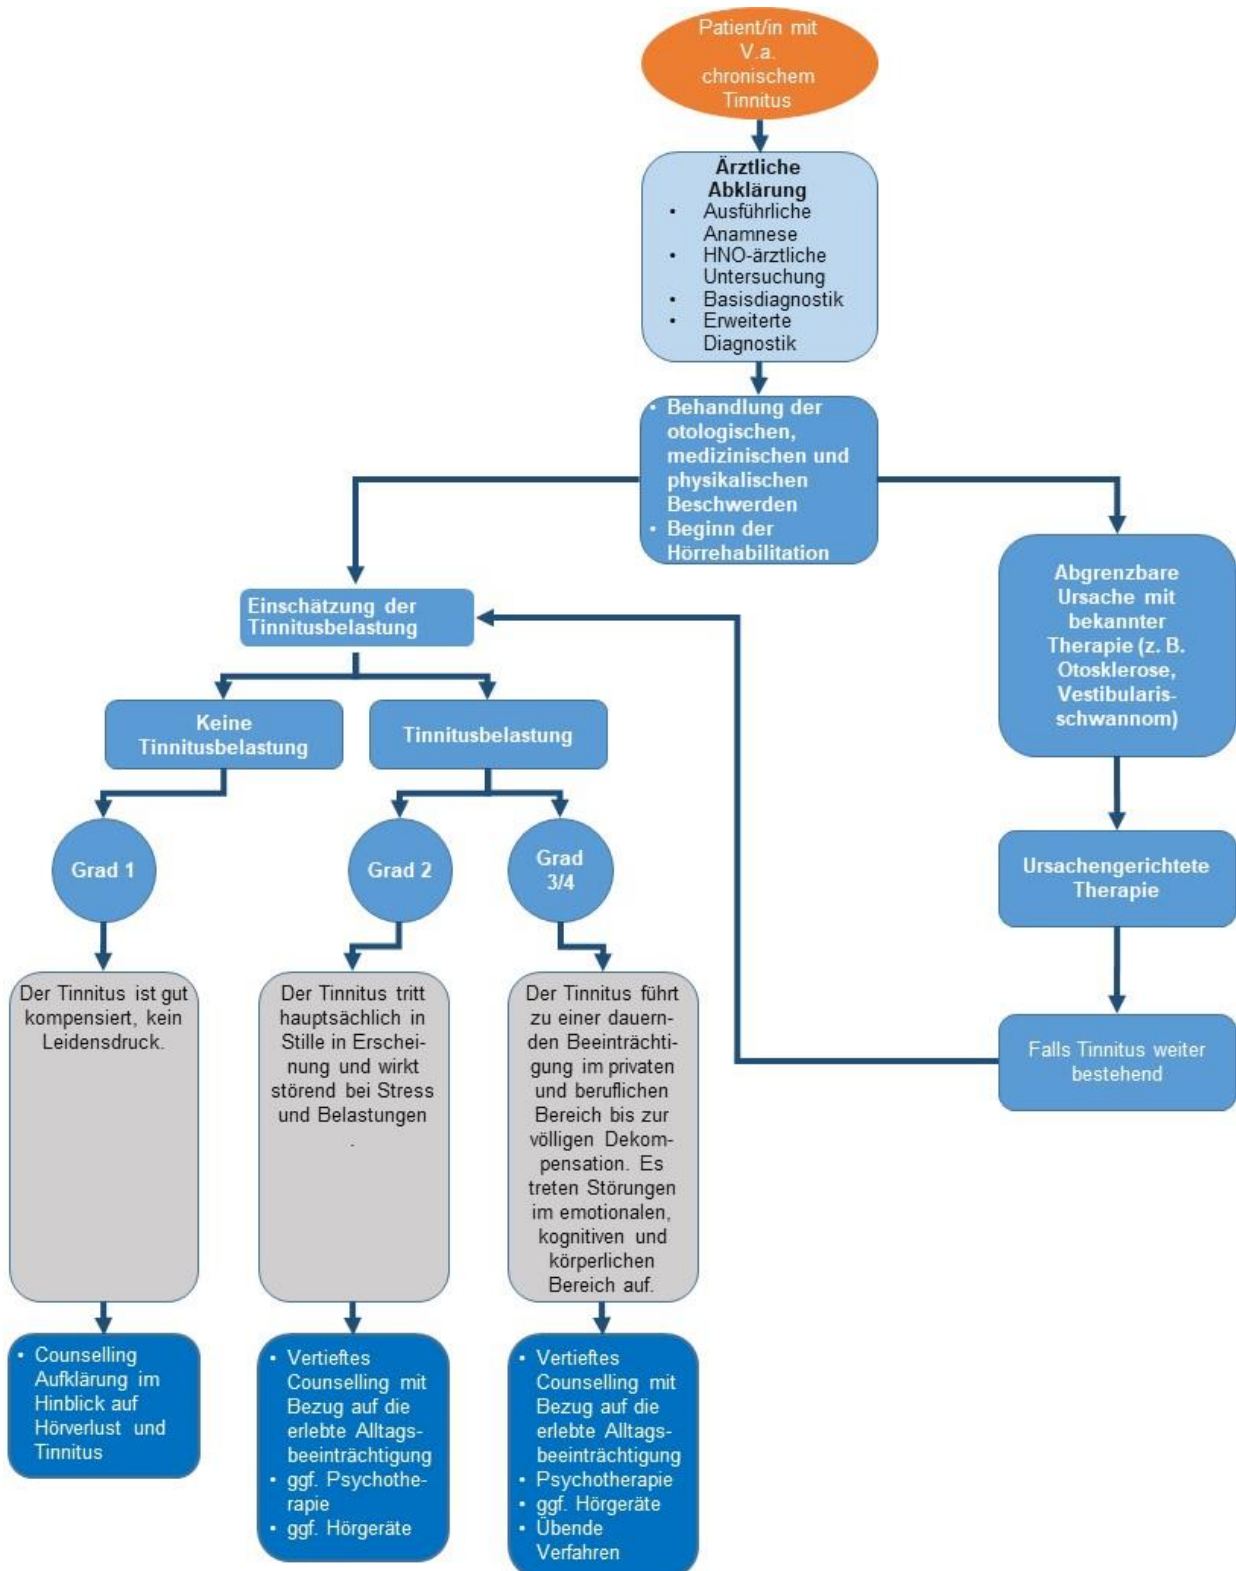 Patient/in mit
V.a.
chronischem
Tinnitus
Ärztliche
Abklärung
• Ausführliche
Anamnese
• HNO-ärztliche
Untersuchung
• Basisdiagnostik
• Erweiterte
Diagnostik
• Behandlung der
otologischen,
medizinischen und
physikalischen
Beschwerden
• Beginn der
Hörrehabilitation
Abgrenzbare
Ursache mit
bekannter
Therapie (z. B.
Otosklerose,
Vestibularis-
schwannom)
Ursachengerichtete
Therapie
Falls Tinnitus weiter
bestehend
Einschätzung der
Tinnitusbelastung
Keine
Tinnitusbelastung
Tinnitusbelastung
Grad 1
Grad 2
Grad
3/4
Der Tinnitus ist gut
kompensiert, kein
Leidensdruck.
Der Tinnitus tritt
hauptsächlich in
Stille in Erschei-
nung und wirkt
störend bei Stress
und Belastungen
.
Der Tinnitus führt
zu einer dauern-
den Beeinträchti-
gung im privaten
und beruflichen
Bereich bis zur
völligen Dekom-
pensation. Es
treten Störungen
im emotionalen,
kognitiven und
körperlichen
Bereich auf.
• Counselling
Aufklärung im
Hinblick auf
Hörverlust und
Tinnitus
• Vertieftes
Counselling mit
Bezug auf die
erlebte Alltags-
beeinträchtigung
• ggf. Psychothe-
rapie
• ggf. Hörgeräte
• Vertieftes
Counselling mit
Bezug auf die
erlebte Alltags-
beeinträchtigung
• Psychotherapie
• ggf. Hörgeräte
• Übende
Verfahren